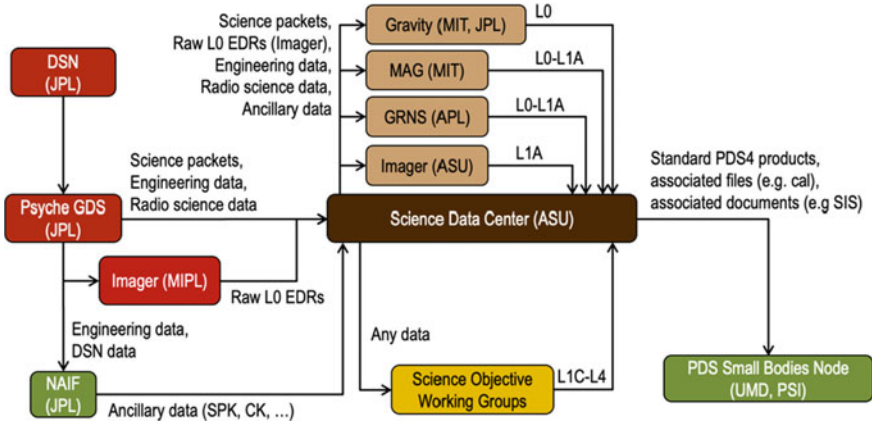 Science packets,
Raw L0 EDRs (Imager),
Engineering data,
Radio science data,
Ancillary data
Gravity (MIT, JPL)
L0
MAG (MIT)
L0-L1A
GRNS (APL)
L0-L1A
Imager (ASU)
L1A
DSN
(JPL)
Science packets,
Engineering data,
Radio science data
Psyche GDS
(JPL)
Science Data Center (ASU)
Standard PDS4 products,
associated files (e.g. cal),
associated documents (e.g SIS)
Imager (MIPL)
Raw L0 EDRs
Engineering data,
DSN data
Any data
NAIF
(JPL)
Ancillary data (SPK, CK, ...)
Science Objective
Working Groups
L1C-L4
PDS Small Bodies Node
(UMD, PSI)